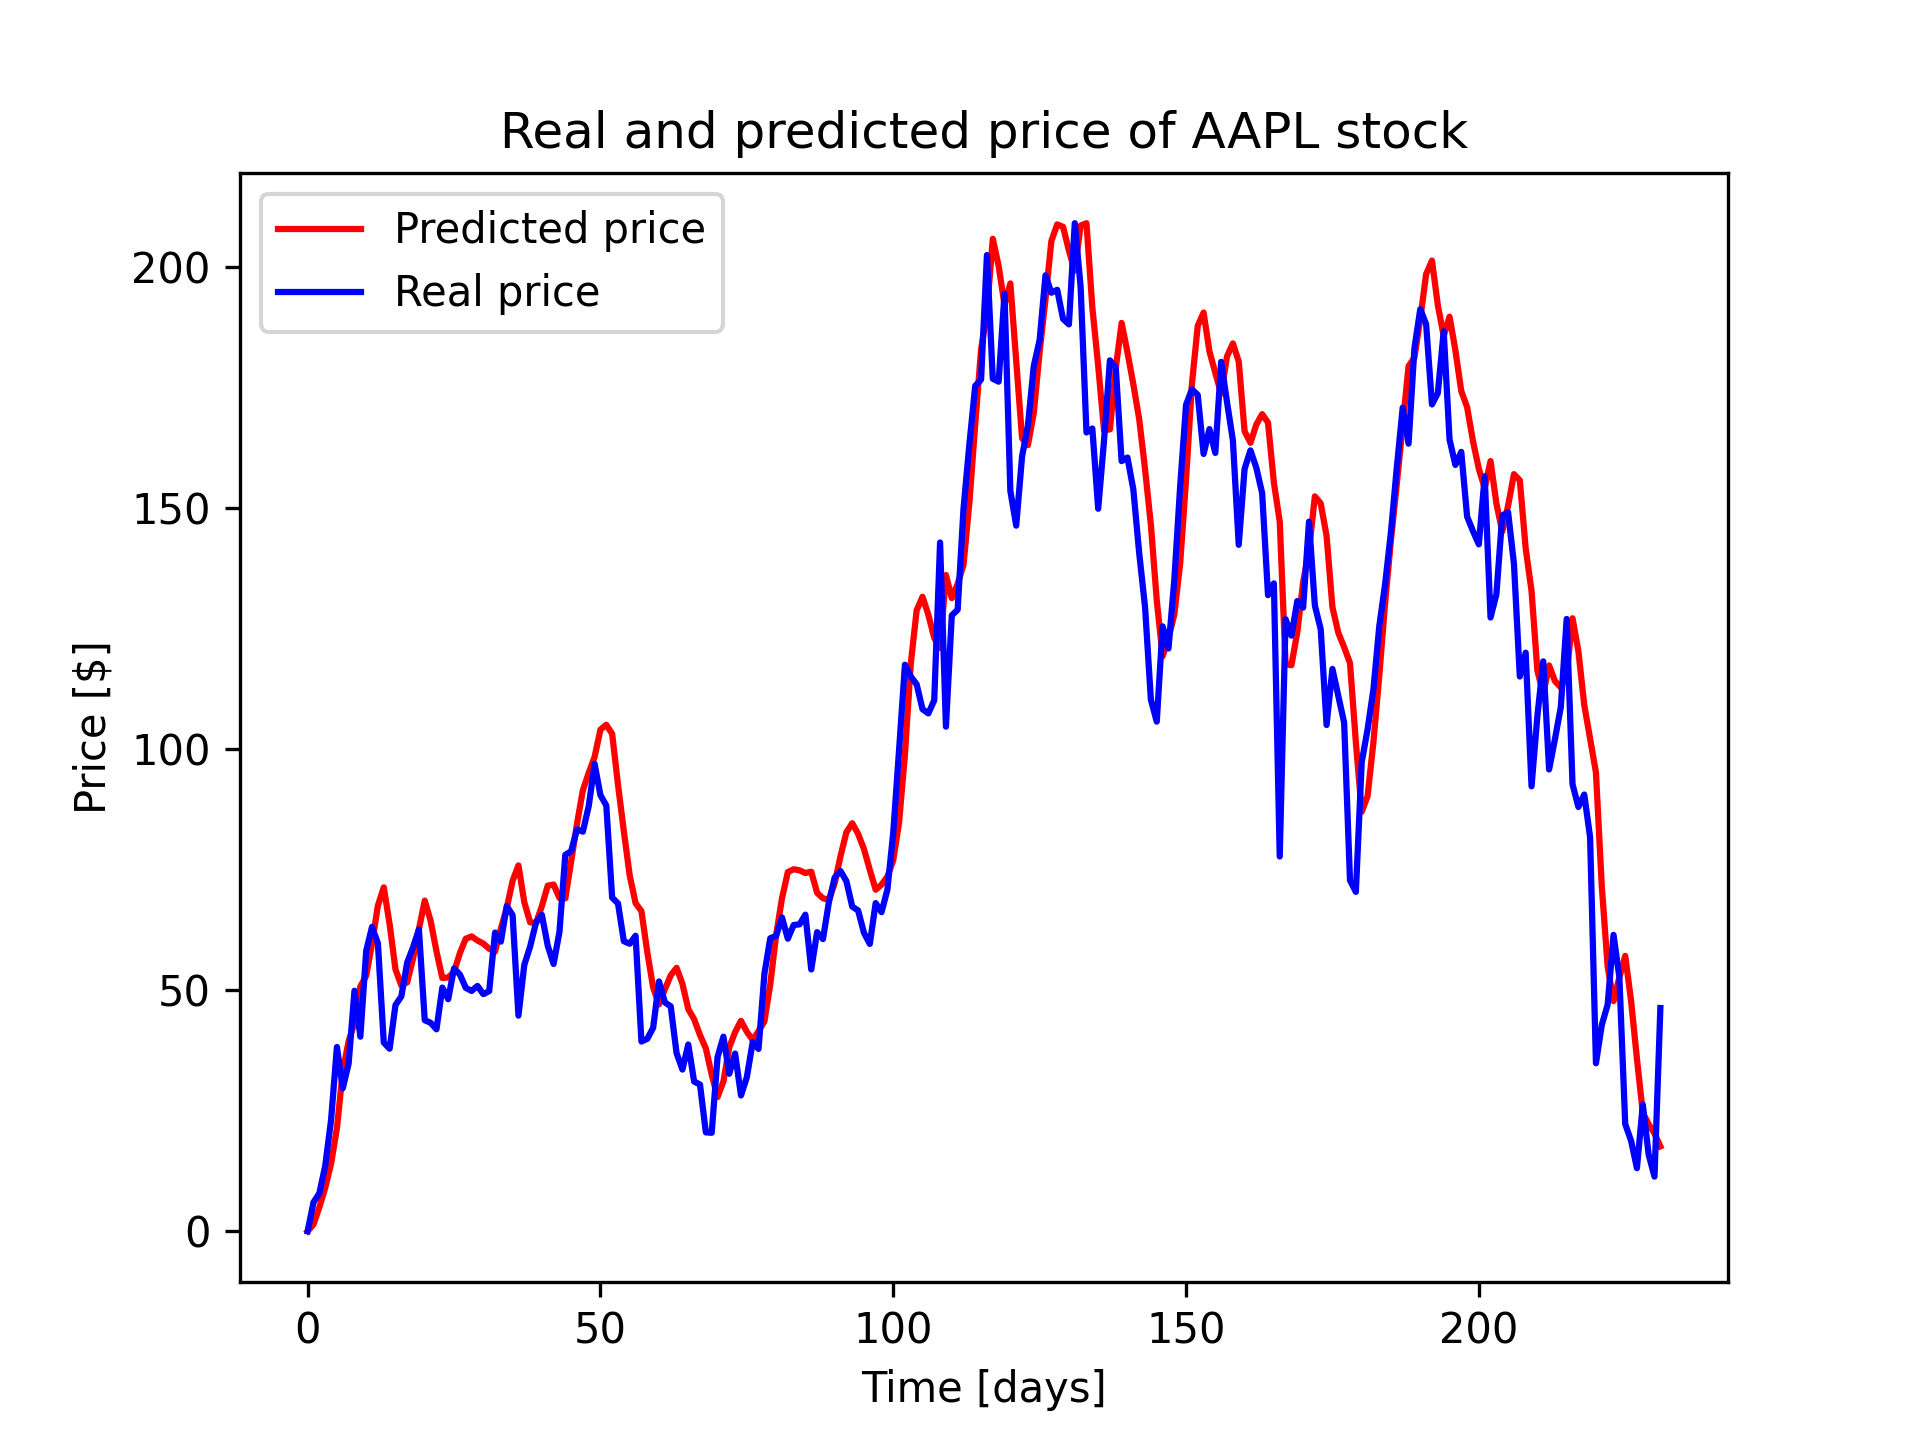 Real and predicted price of AAPL stock
Predicted price
Real price
200
150
100
50
0
Price [$]
0 50 100 150 200
Time [days]